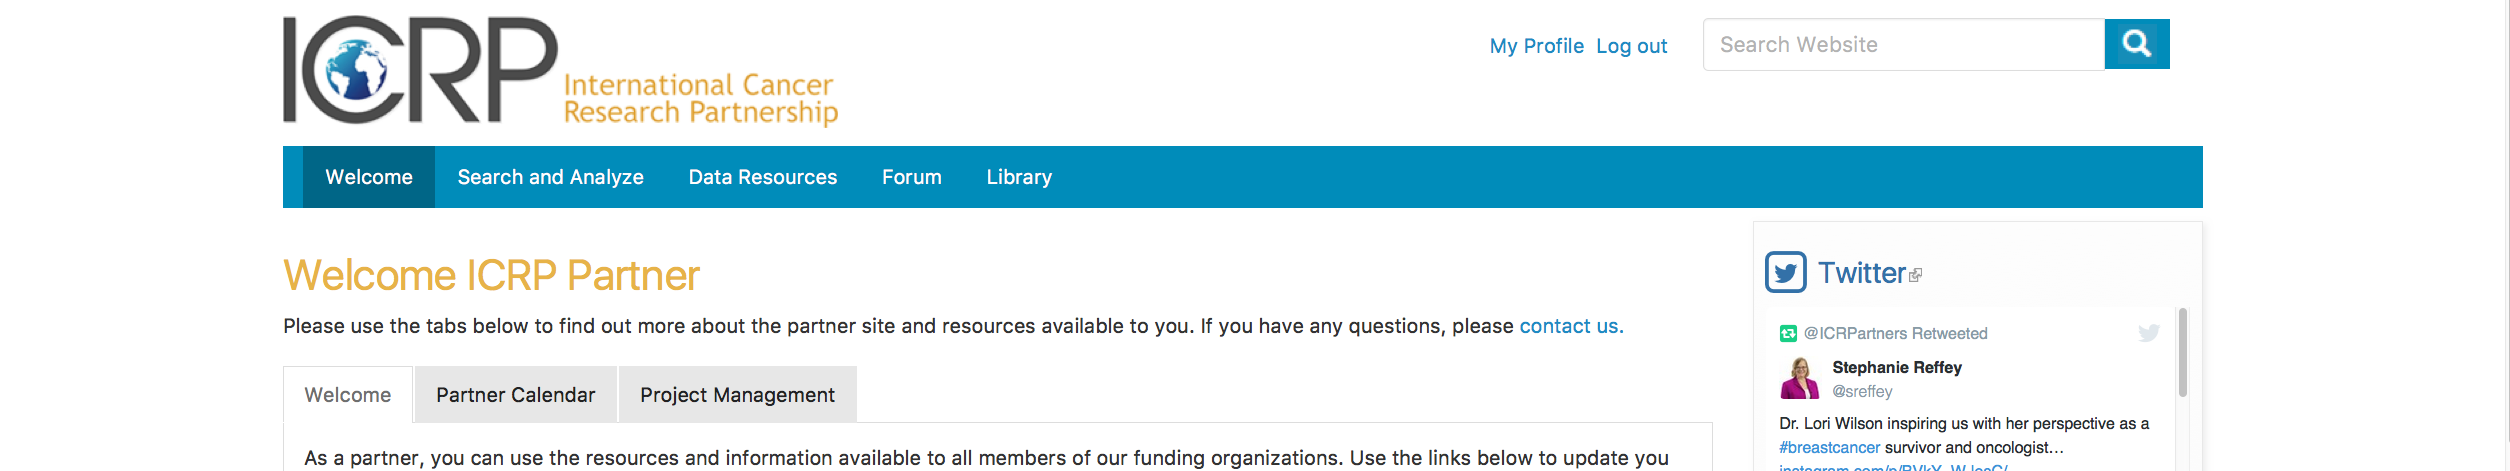 ICRP International Cancer
Research Partnership
My Profile Log out
Search Website
Welcome Search and Analyze Data Resources Forum Library
Welcome ICRP Partner
Please use the tabs below to find out more about the partner site and resources available to you. If you have any questions, please contact us.
Welcome Partner Calendar Project Management
As a partner, you can use the resources and information available to all members of our funding organizations. Use the links below to update you
Twitter
@ICRPartners Retweeted
Stephanie Reffey
@sreffey
Dr. Lori Wilson inspiring us with her perspective as a
#breastcancer survivor and oncologist…